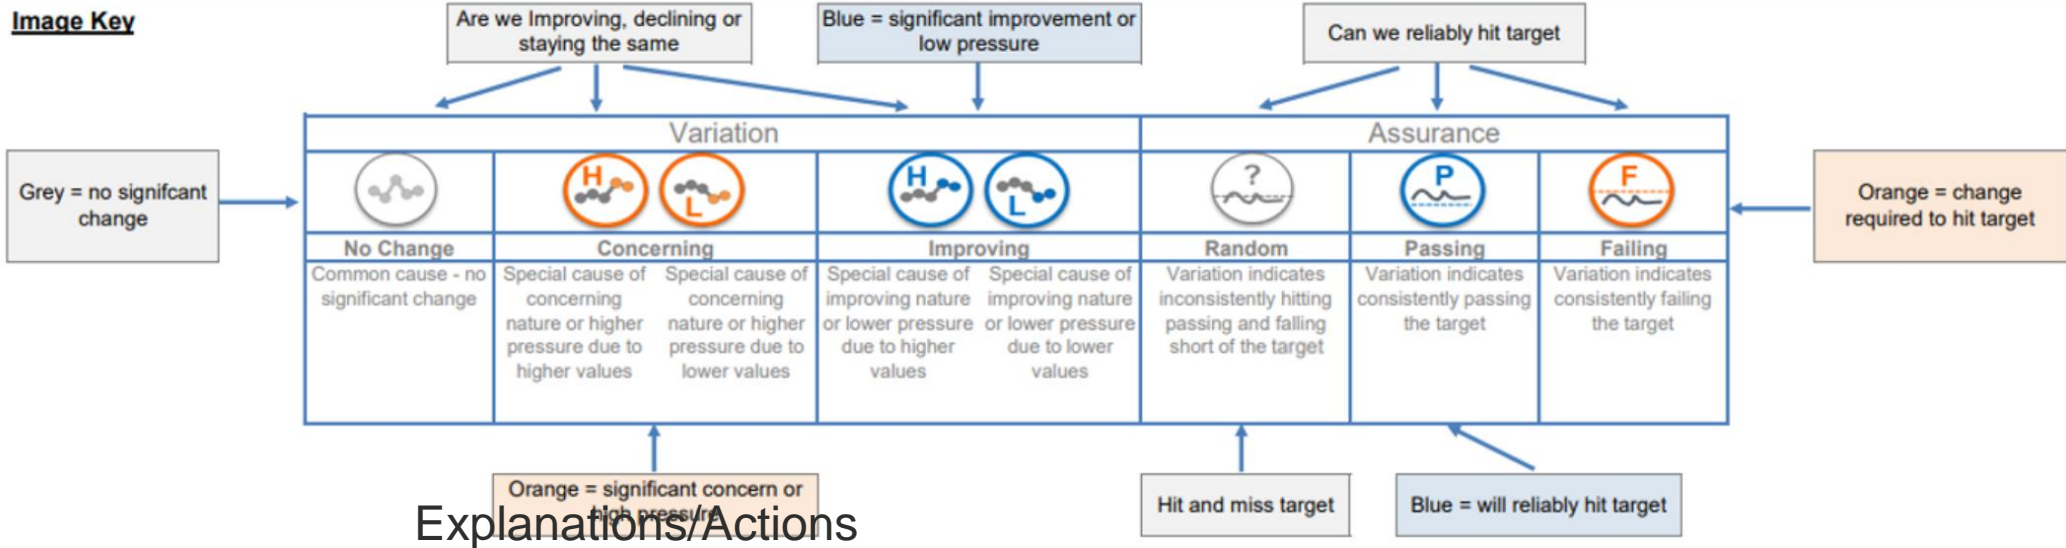 Image Key
Are we Improving, declining or
staying the same
Blue = significant improvement or
low pressure
Can we reliably hit target
Grey = no signifcant
change
Variation
Assurance
H
L
H
L
?
P
F
No Change
Concerning
Improving
Random
Passing
Failing
Common cause - no
significant change
Special cause of
concerning
nature or higher
pressure due to
higher values
Special cause of
concerning
nature or higher
pressure due to
lower values
Special cause of
improving nature
or lower pressure
due to higher
values
Special cause of
improving nature
or lower pressure
due to lower
values
Variation indicates
inconsistently hitting
passing and falling
short of the target
Variation indicates
consistently passing
the target
Variation indicates
consistently failing
the target
Orange = change
required to hit target
Orange = significant concern or
high pressure
Explanations/Actions
Hit and miss target
Blue = will reliably hit target